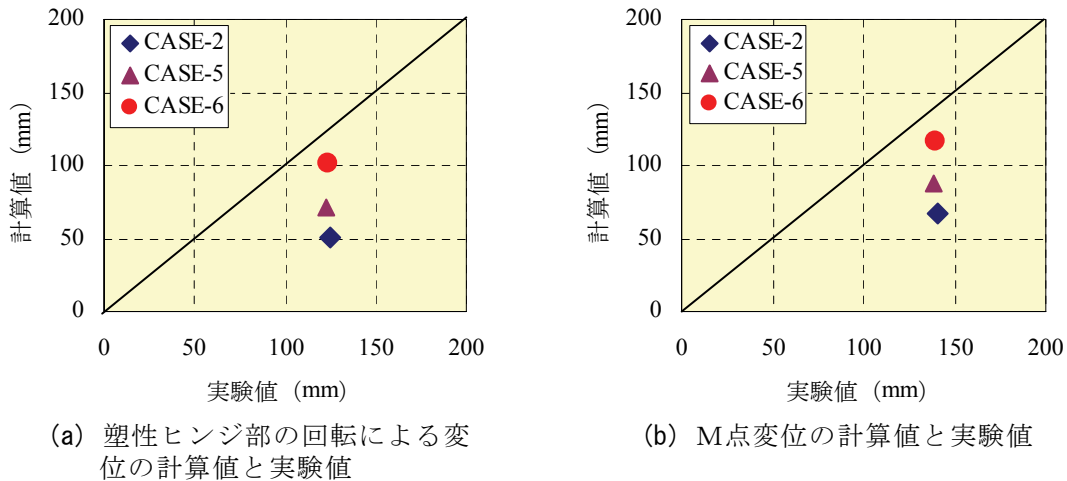 200
150
100
50
0
計算値 (mm)
CASE-2
CASE-5
CASE-6
0 50 100 150 200
実験値 (mm)
(a) 塑性ヒンジ部の回転による変
位の計算値と実験値
200
150
100
50
0
計算値 (mm)
CASE-2
CASE-5
CASE-6
0 50 100 150 200
実験値 (mm)
(b) M点変位の計算値と実験値